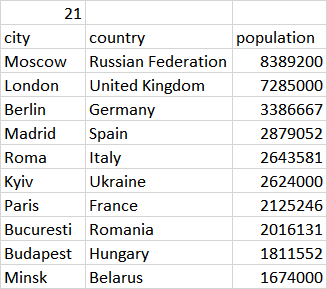 21
city country population
Moscow Russian Federation 8389200
London United Kingdom 7285000
Berlin Germany 3386667
Madrid Spain 2879052
Roma Italy 2643581
Kyiv Ukraine 2624000
Paris France 2125246
Bucuresti Romania 2016131
Budapest Hungary 1811552
Minsk Belarus 1674000